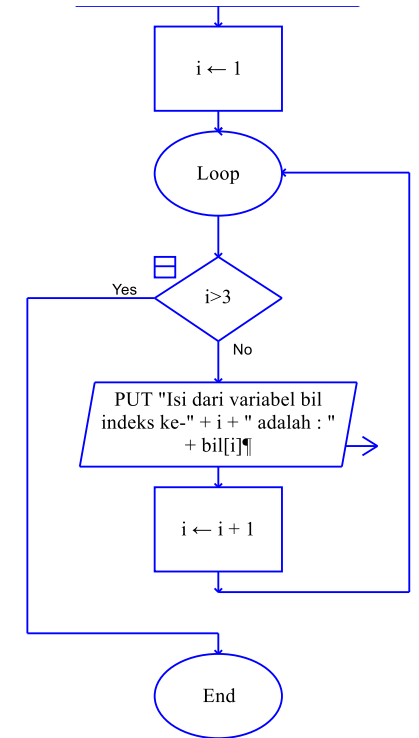 i ← 1
Loop
i>3
Yes
No
PUT "Isi dari variabel bil
indeks ke-" + i + " adalah : "
+ bil[i]¶
i ← i + 1
End